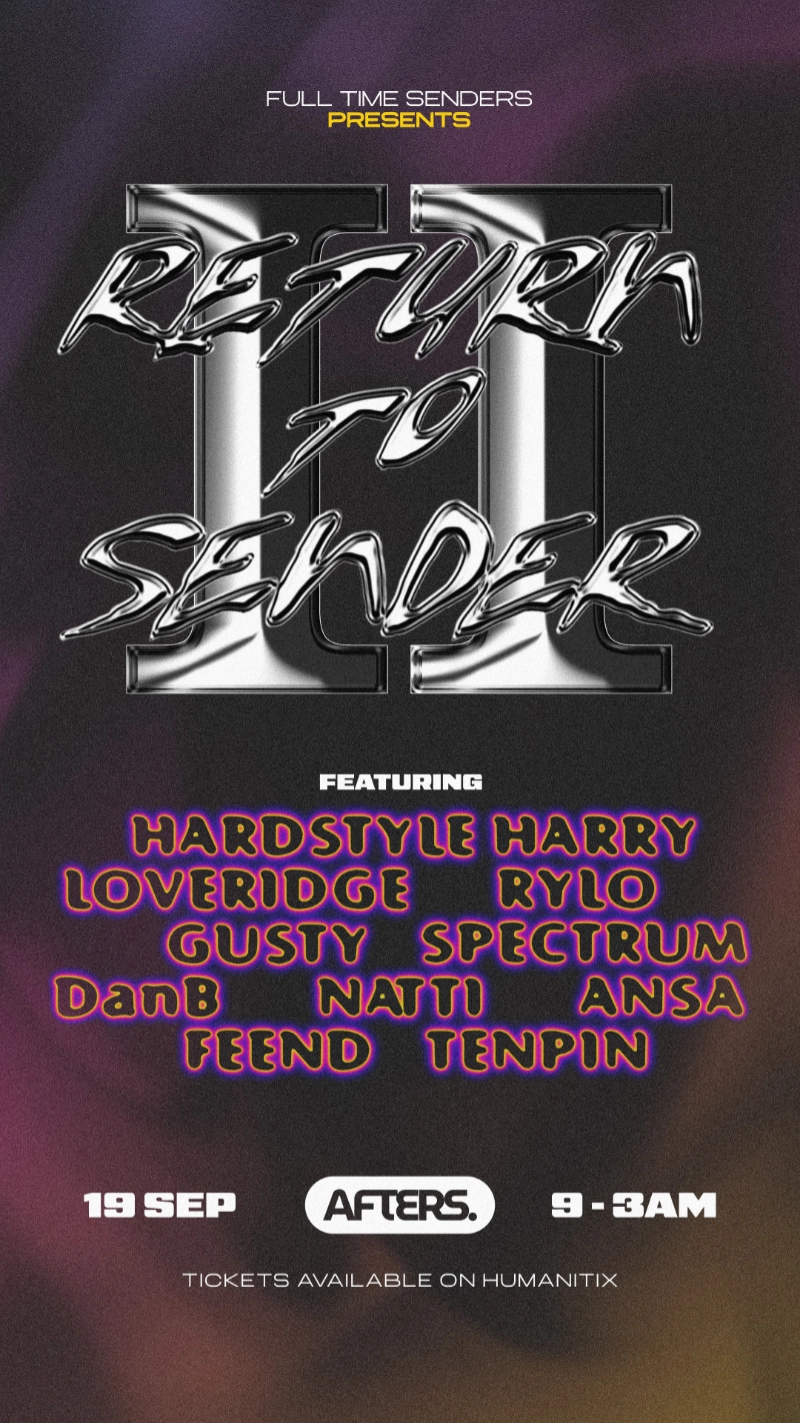 FULL TIME SENDERS
PRESENTS
II
RETURN
TO
SENDER
FEATURING
HARDSTYLE HARRY
LOVERIDGE RYLO
GUSTY SPECTRUM
DanB NATTI ANSA
FEEND TENPIN
19 SEP AFTERS. 9 - 3AM
TICKETS AVAILABLE ON HUMANITIX